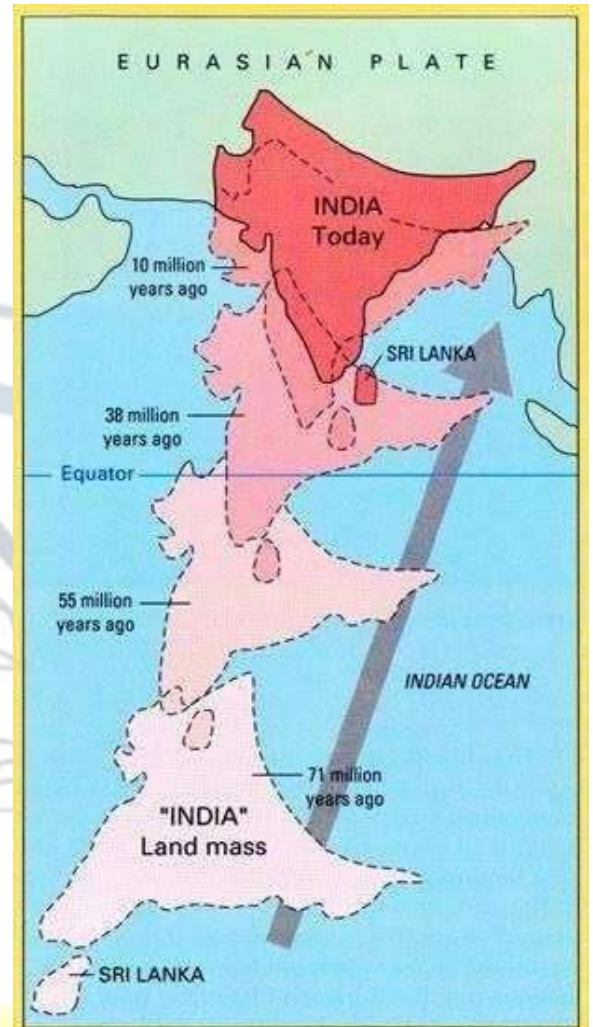 EURASIAN PLATE
INDIA
Today
10 million
years ago
SRI LANKA
38 million
years ago
Equator
55 million
years ago
INDIAN OCEAN
71 million
years ago
"INDIA"
Land mass
SRI LANKA